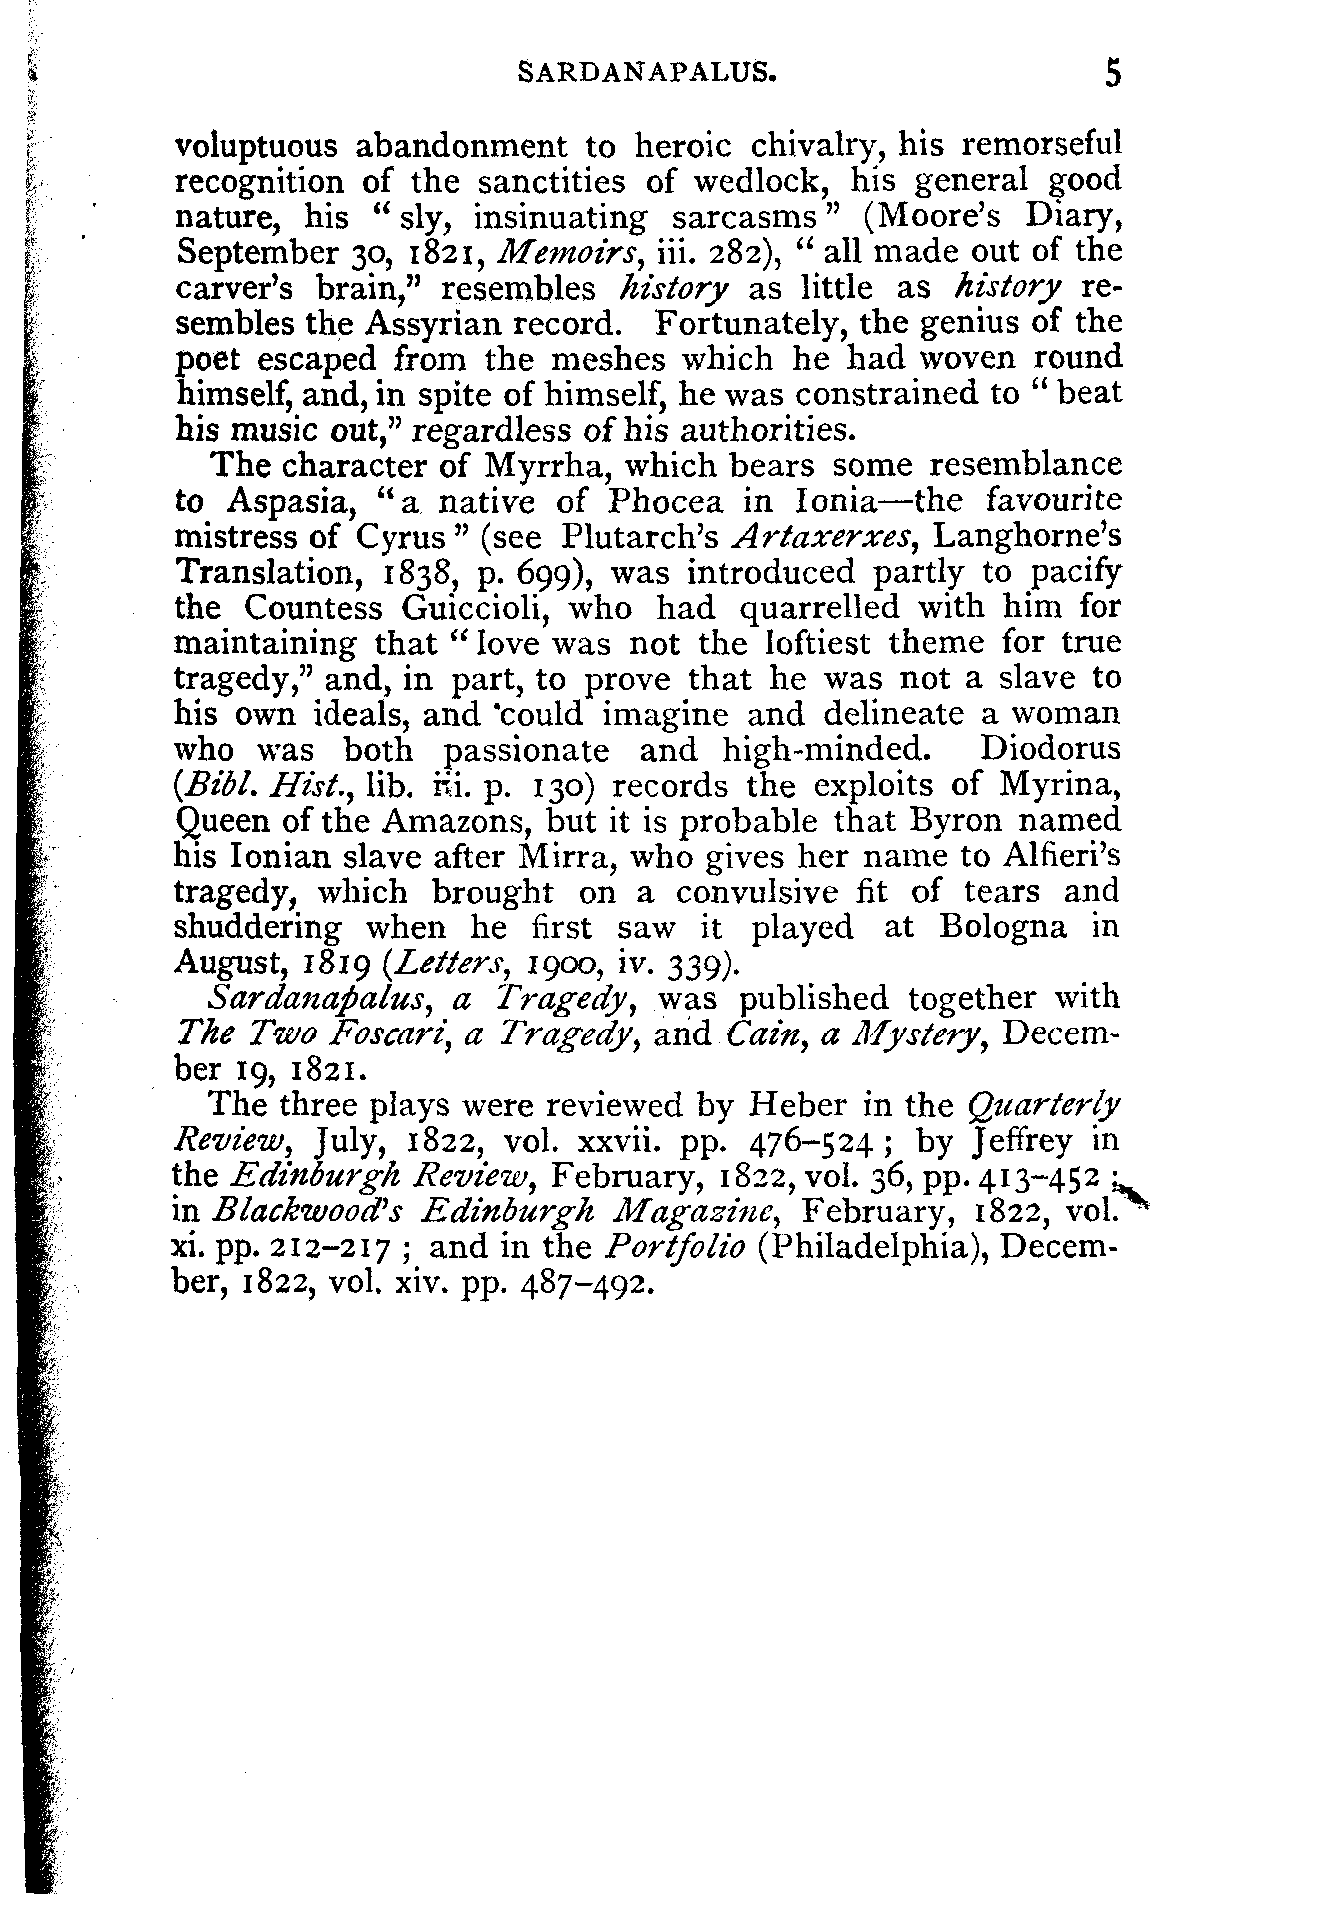 SARDANAPALUS. 5
voluptuous abandonment to heroic chivalry, his remorseful
recognition of the sanctities of wedlock, his general good
nature, his “sly, insinuating sarcasms” (Moore’s Diary,
September 30, 1821, Memoirs, iii. 282), “all made out of the
carver’s brain,” resembles history as little as history re-
sembles the Assyrian record. Fortunately, the genius of the
poet escaped from the meshes which he had woven round
himself, and, in spite of himself, he was constrained to “beat
his music out,” regardless of his authorities.
The character of Myrrha, which bears some resemblance
to Aspasia, “a native of Phocea in Ionia—the favourite
mistress of Cyrus” (see Plutarch’s Artaxerxes, Langhorne’s
Translation, 1838, p. 699), was introduced partly to pacify
the Countess Guiccioli, who had quarrelled with him for
maintaining that “love was not the loftiest theme for true
tragedy,” and, in part, to prove that he was not a slave to
his own ideals, and could imagine and delineate a woman
who was both passionate and high-minded. Diodorus
(Bibl. Hist., lib. iii. p. 130) records the exploits of Myrina,
Queen of the Amazons, but it is probable that Byron named
his Ionian slave after Mirra, who gives her name to Alfieri’s
tragedy, which brought on a convulsive fit of tears and
shuddering when he first saw it played at Bologna in
August, 1819 (Letters, 1900, iv. 339).
Sardanapalus, a Tragedy, was published together with
The Two Foscari, a Tragedy, and Cain, a Mystery, Decem-
ber 19, 1821.
The three plays were reviewed by Heber in the Quarterly
Review, July, 1822, vol. xxvii. pp. 476–524; by Jeffrey in
the Edinburgh Review, February, 1822, vol. 36, pp. 413–452;
in Blackwood’s Edinburgh Magazine, February, 1822, vol.
xi. pp. 212–217; and in the Portfolio (Philadelphia), Decem-
ber, 1822, vol. xiv. pp. 487–492.